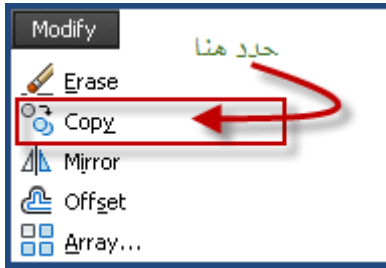 Modify
حدد هنا
Erase
Copy
Mirror
Offset
Array...